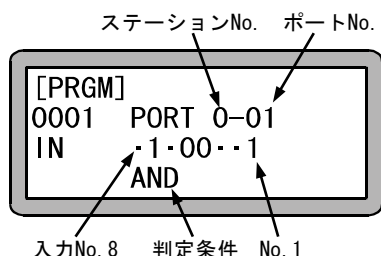 ステーションNo. ポートNo.
[PRGM]
0001 PORT 0-01
IN ･1･00･･1
AND
入力No.8 判定条件 No.1